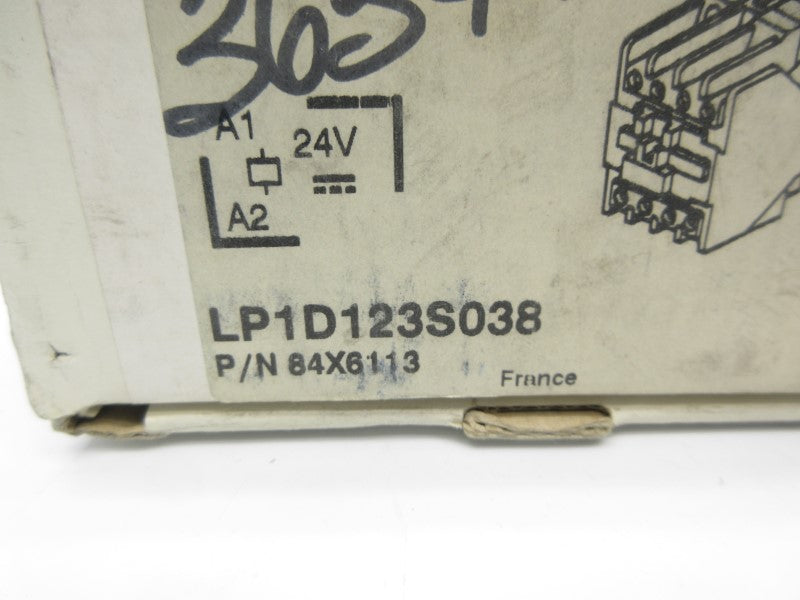 A1
24V
A2
LP1D123S038
P/N 84X6113
France